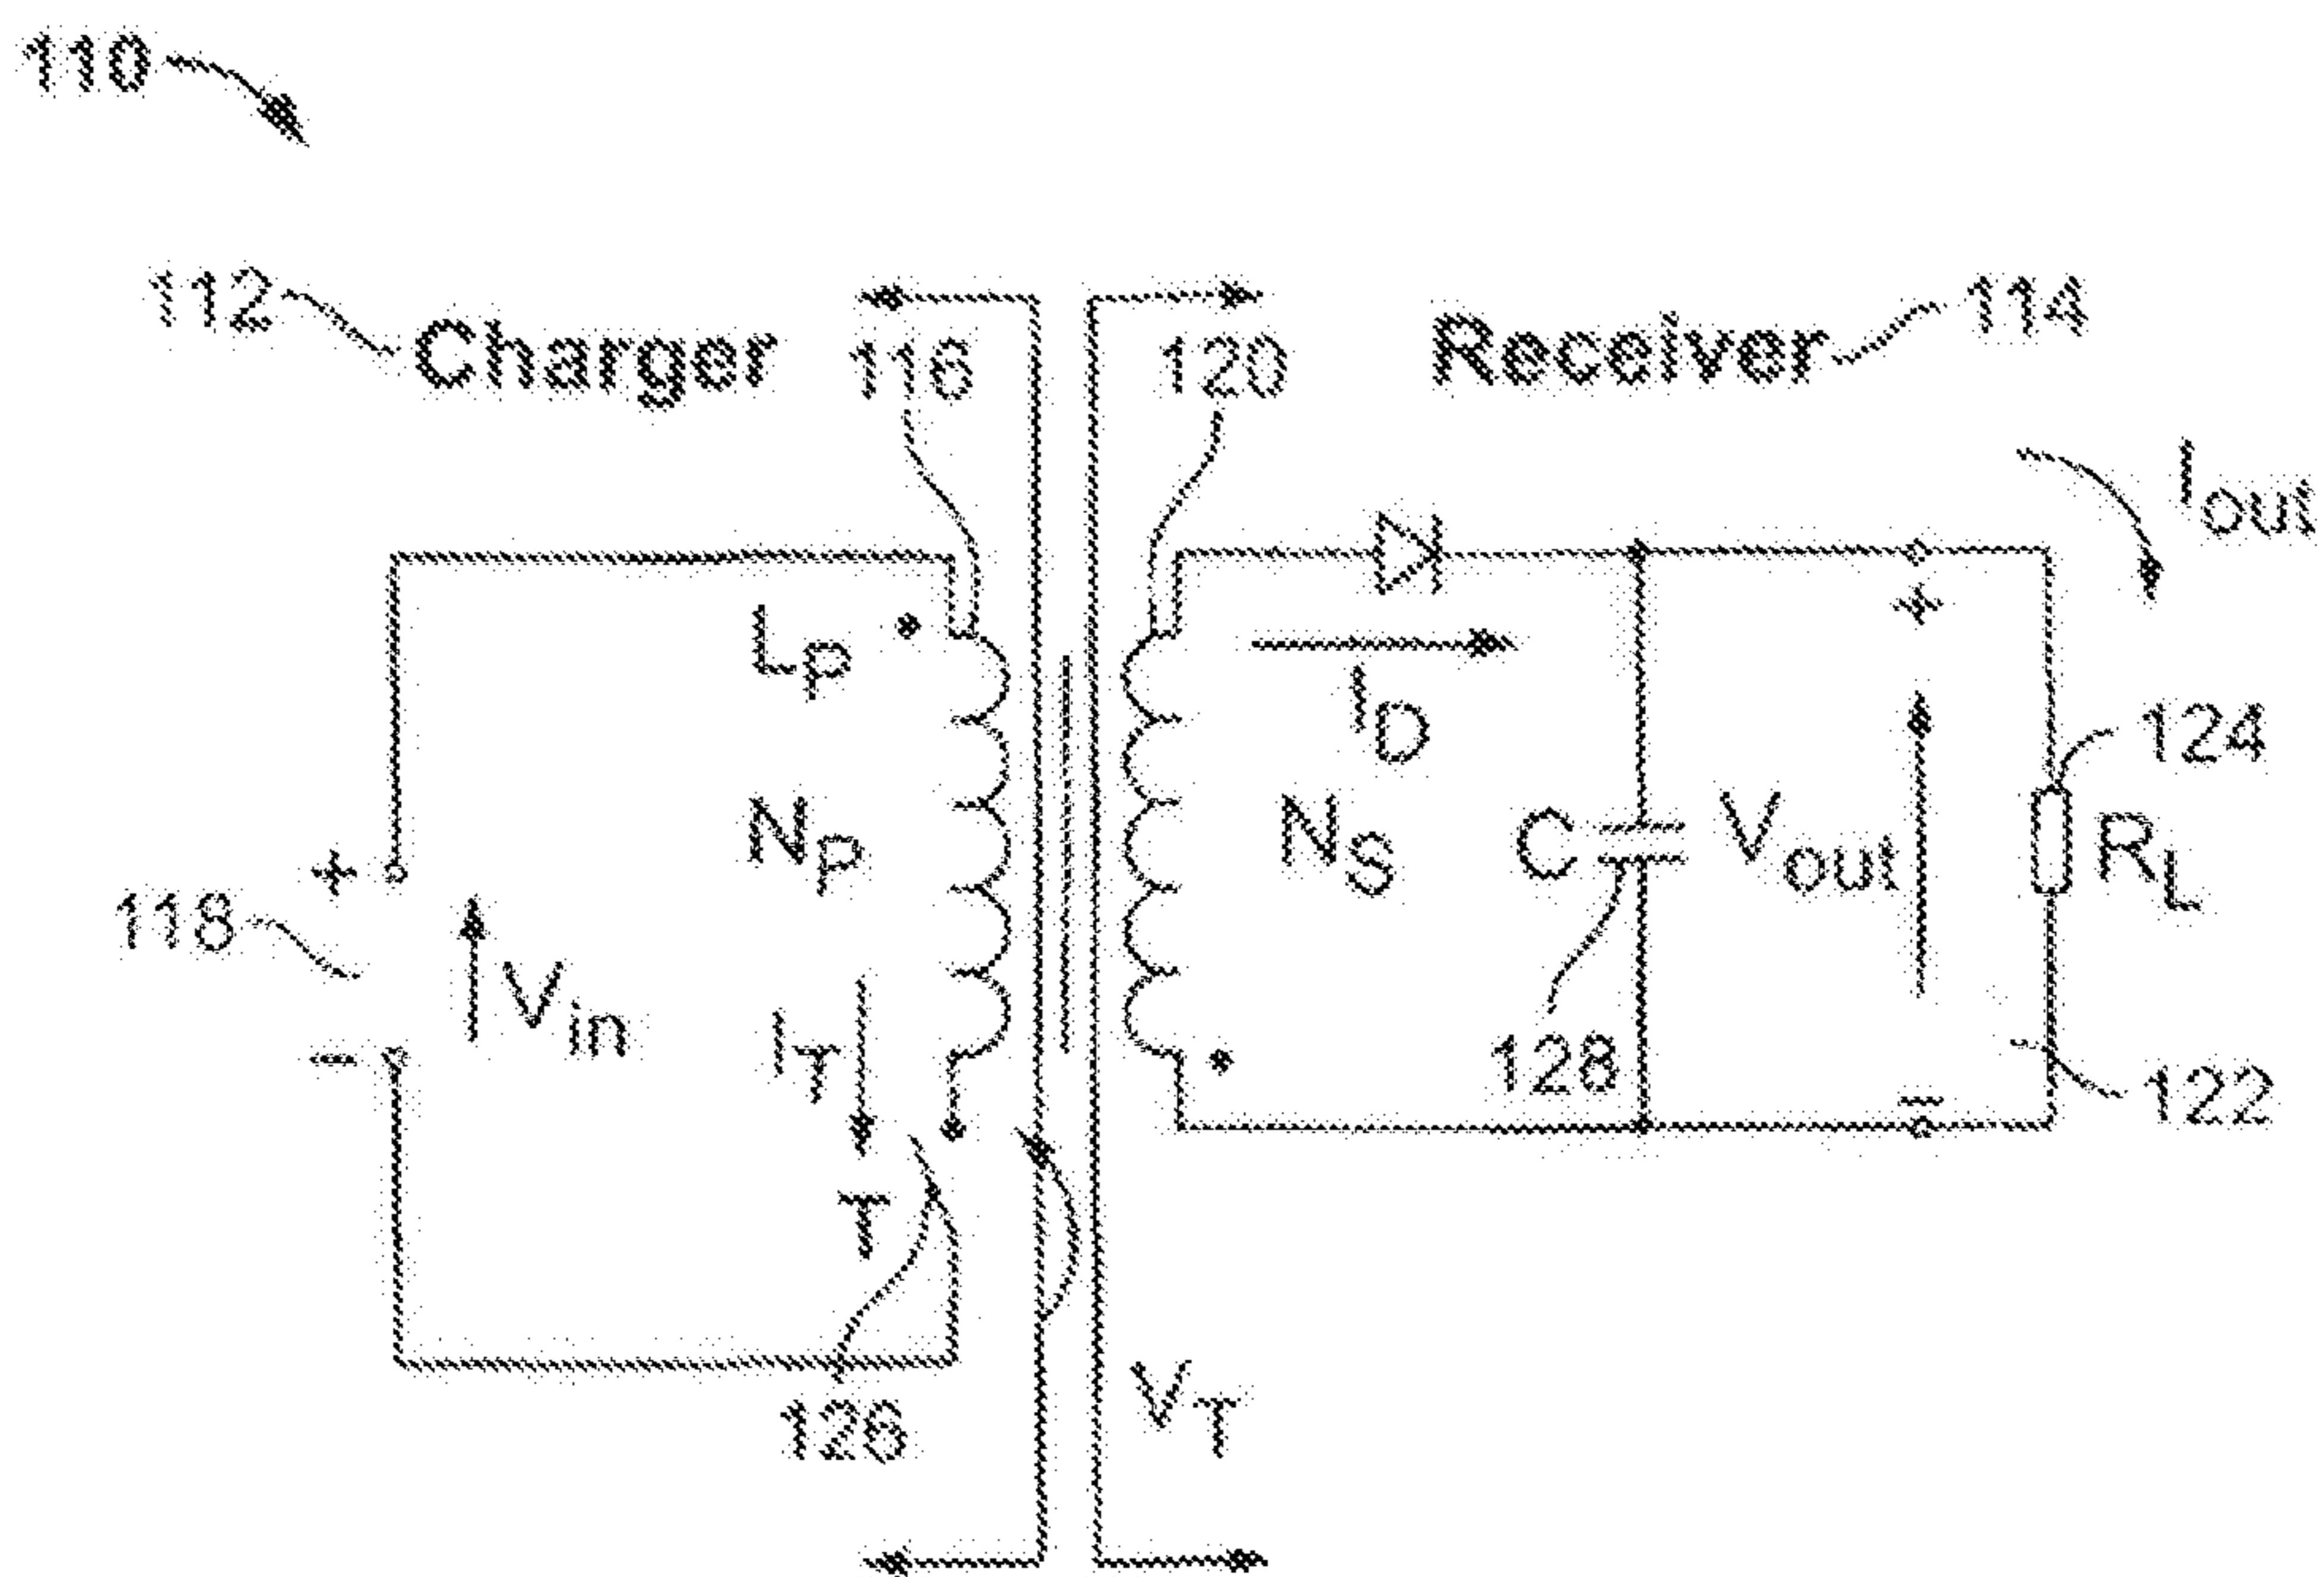 110
112 Charger 116 120 Receiver 114
Iout
LP ID
NP NS C Vout RL 124
+ +
118 Vin
- IT 128 -
122
T
126 VT